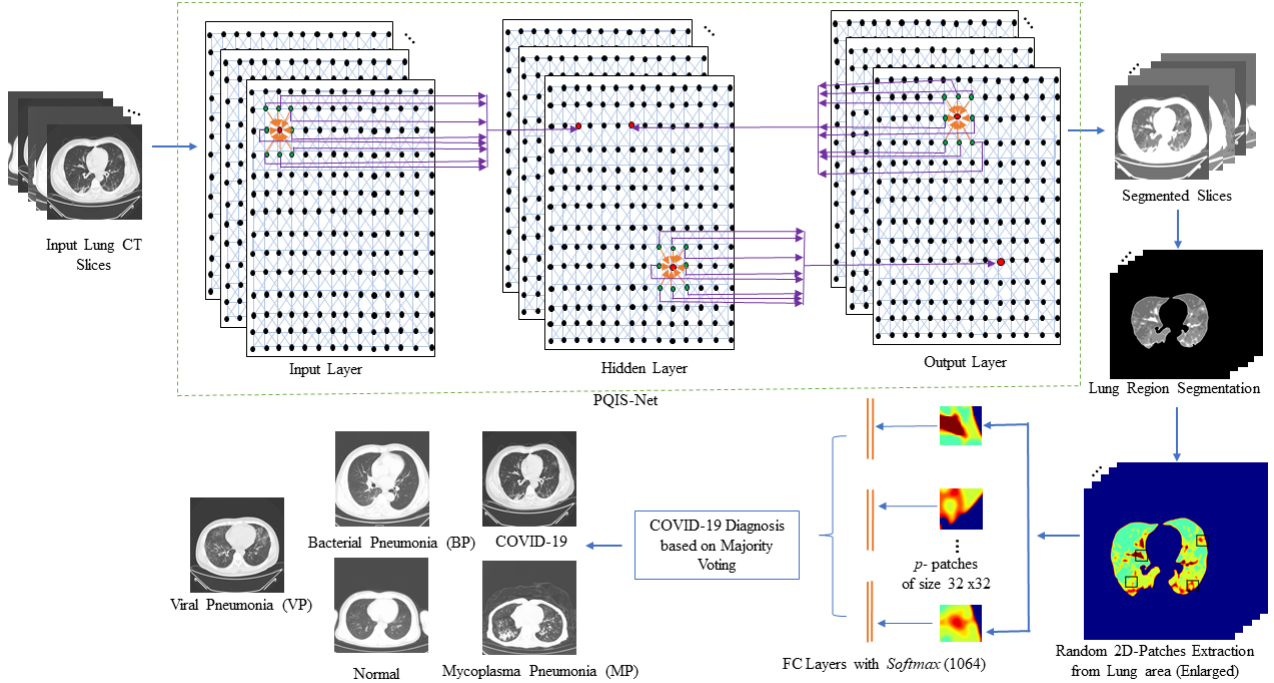 Input Lung CT
Slices
Input Layer
Hidden Layer
Output Layer
PQIS-Net
Segmented Slices
Lung Region Segmentation
Random 2D-Patches Extraction
from Lung area (Enlarged)
p- patches
of size 32 x32
FC Layers with Softmax (1064)
COVID-19 Diagnosis
based on Majority
Voting
Bacterial Pneumonia (BP)
COVID-19
Viral Pneumonia (VP)
Normal
Mycoplasma Pneumonia (MP)